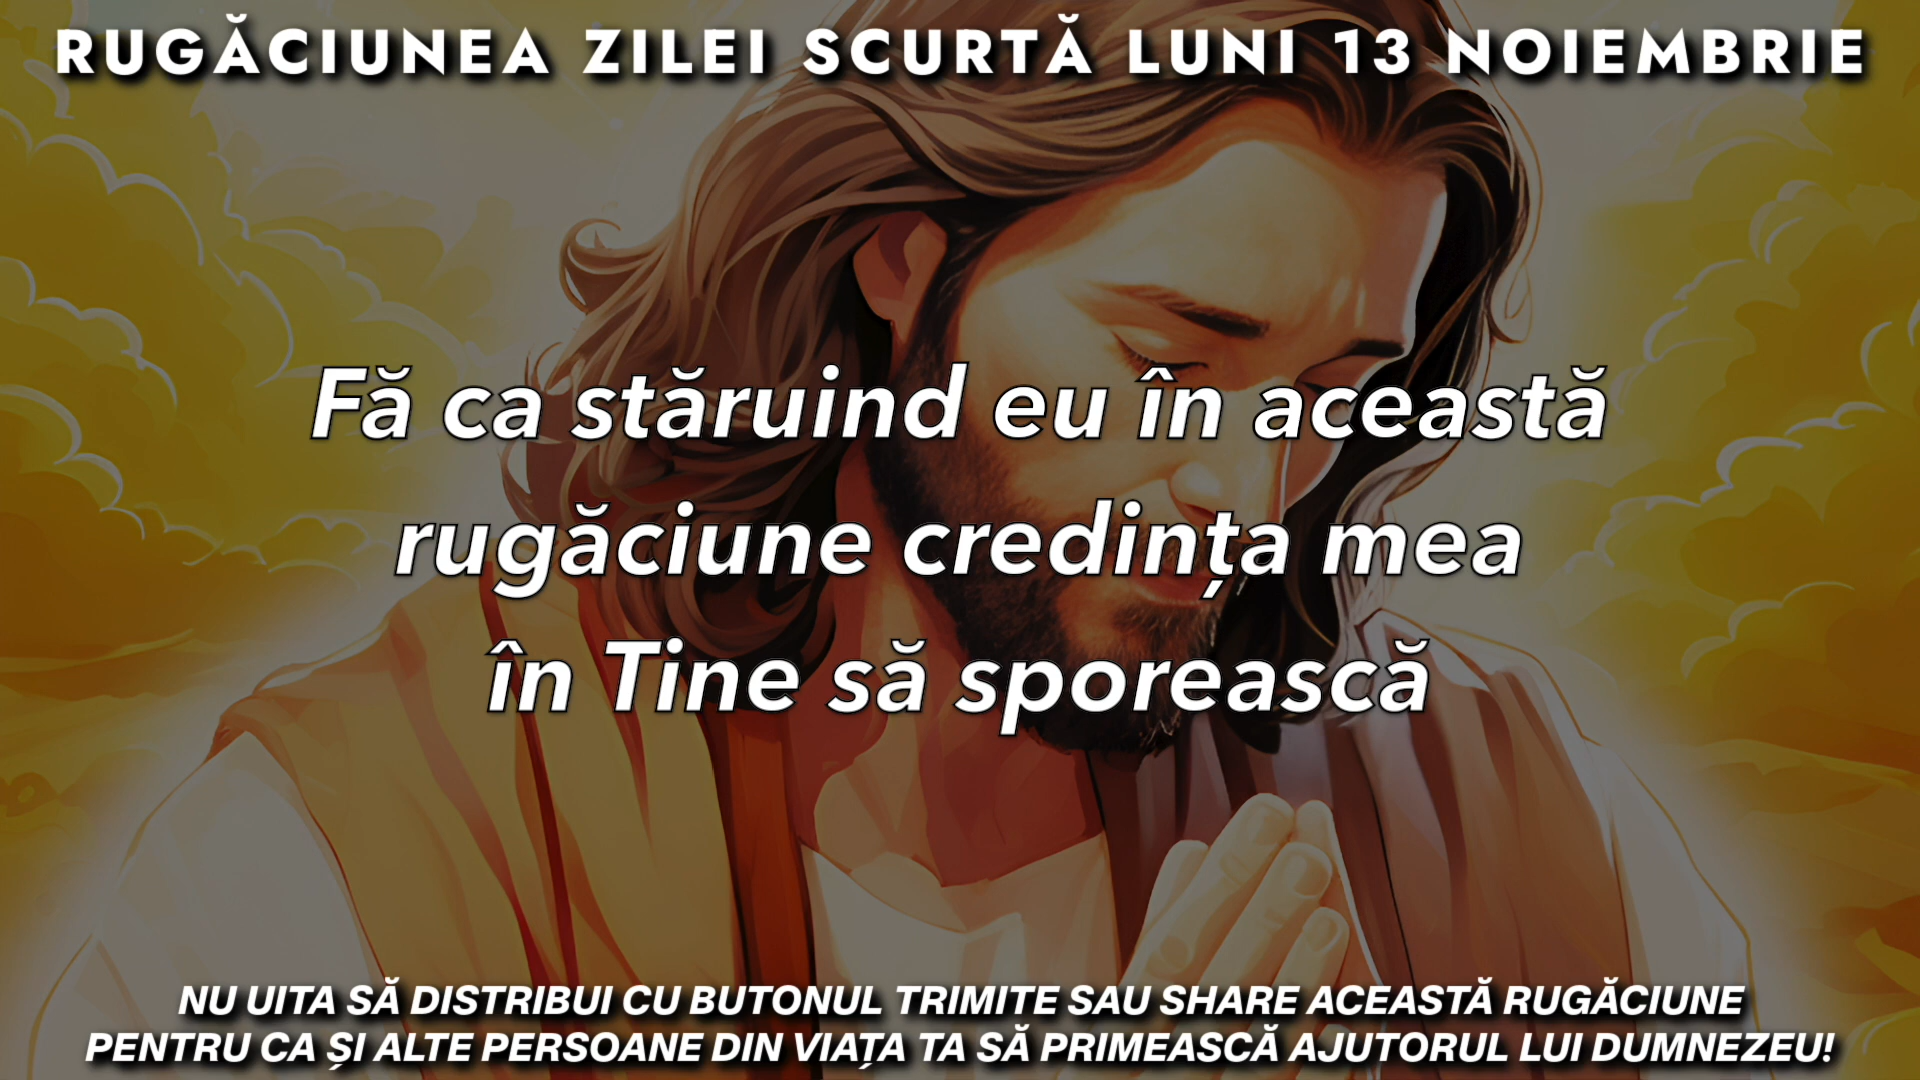 RUGĂCIUNEA ZILEI SCURTĂ LUNI 13 NOIEMBRIE
Fă ca stăruind eu în această
rugăciune credința mea
în Tine să sporească
NU UITA SĂ DISTRIBUI CU BUTONUL TRIMITE SAU SHARE ACEASTĂ RUGĂCIUNE
PENTRU CA ȘI ALTE PERSOANE DIN VIAȚA TA SĂ PRIMEASCĂ AJUTORUL LUI DUMNEZEU!